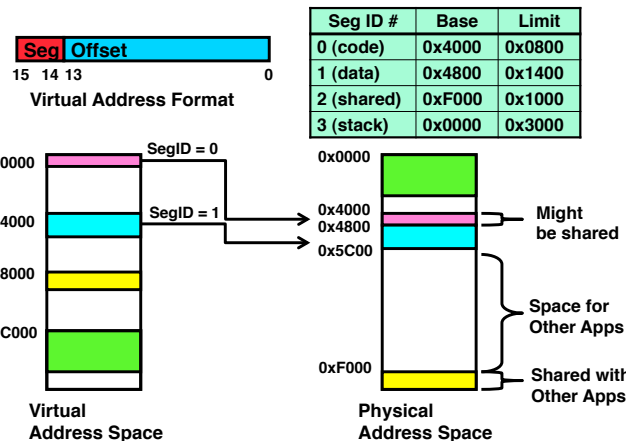 Seg Offset
15 14 13 0
Virtual Address Format
Seg ID # Base Limit
0 (code) 0x4000 0x0800
1 (data) 0x4800 0x1400
2 (shared) 0xF000 0x1000
3 (stack) 0x0000 0x3000
0000
4000
8000
C000
SegID = 0
SegID = 1
Virtual
Address Space
0x0000
0x4000
0x4800
0x5C00
0xF000
Physical
Address Space
Might
be shared
Space for
Other Apps
Shared with
Other Apps